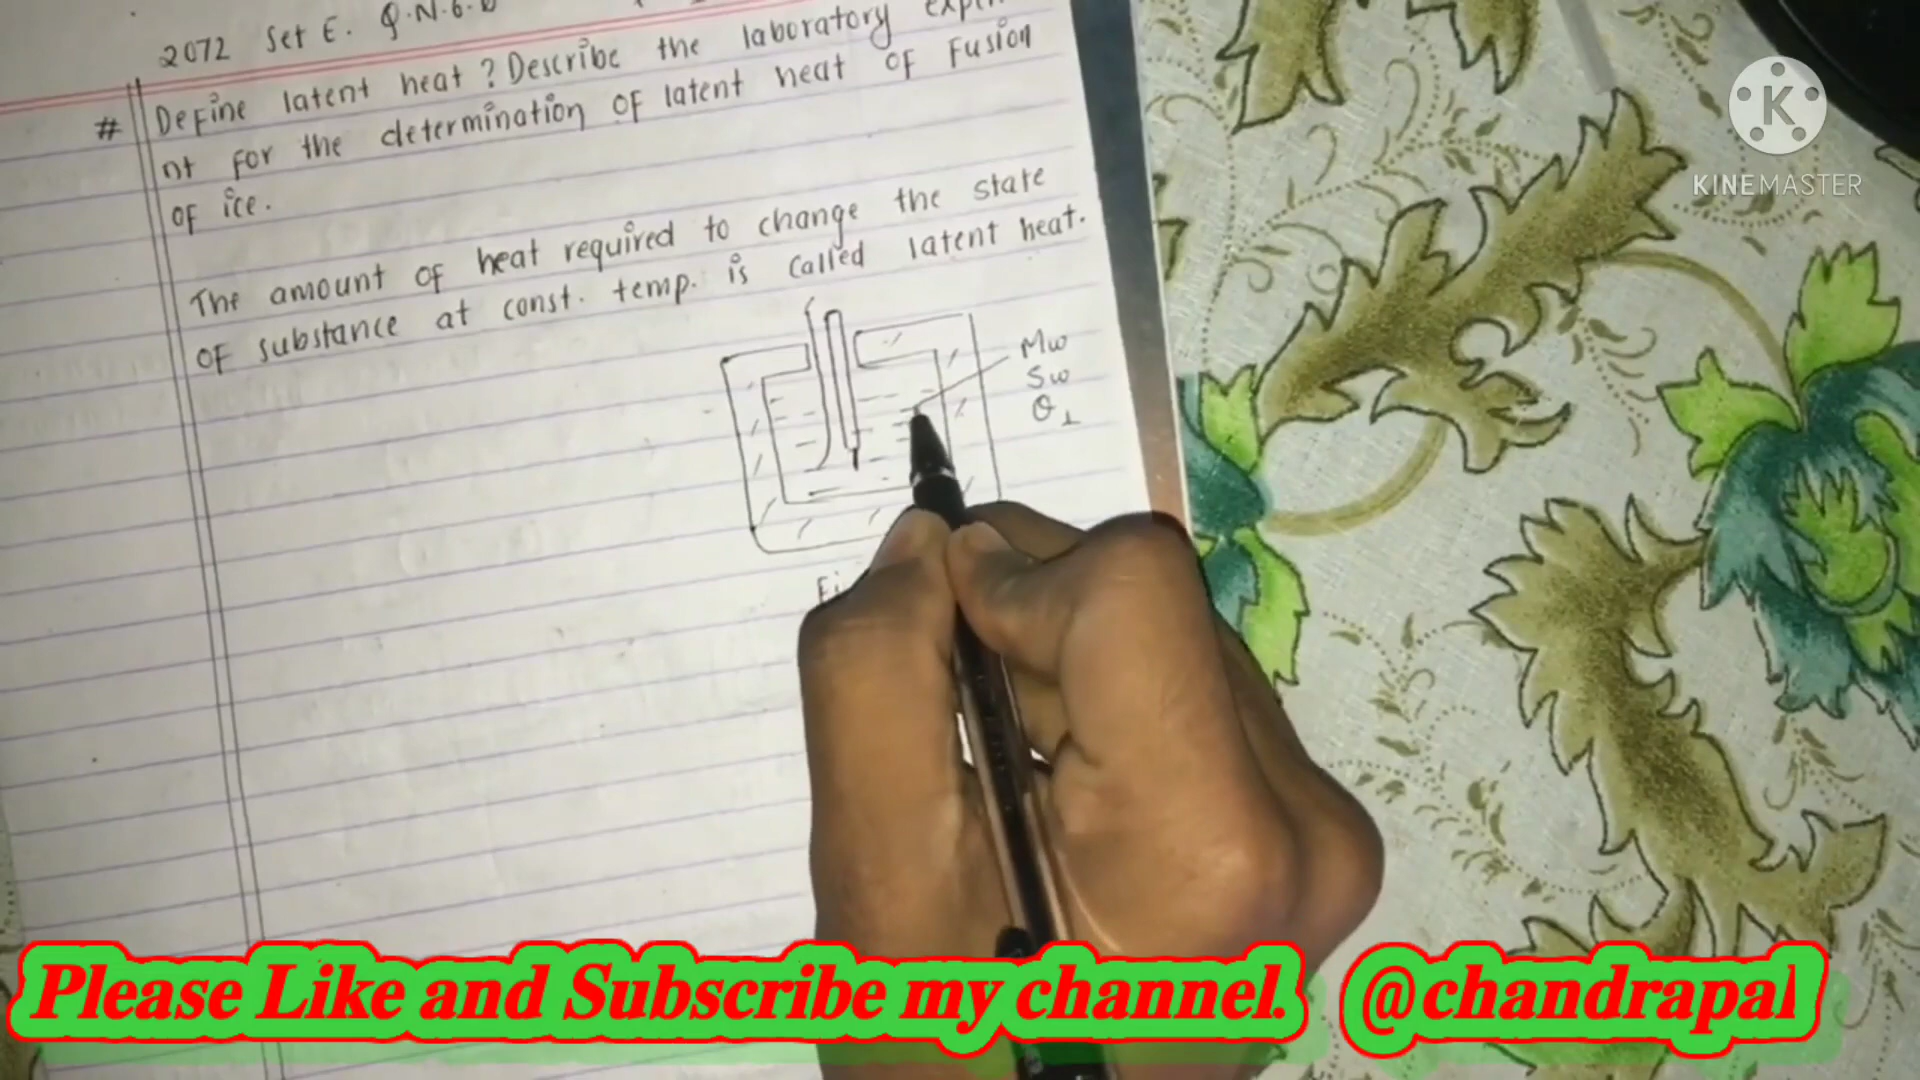 2072 Set E. Q.N.6.b
# Define latent heat ? Describe the laboratory
nt for the determination of latent heat of Fusion
of ice.
The amount of heat required to change the state
of substance at const. temp. is called latent heat.
Mw
Sw
θ1
K
KINEMASTER
Please Like and Subscribe my channel. @chandrapal